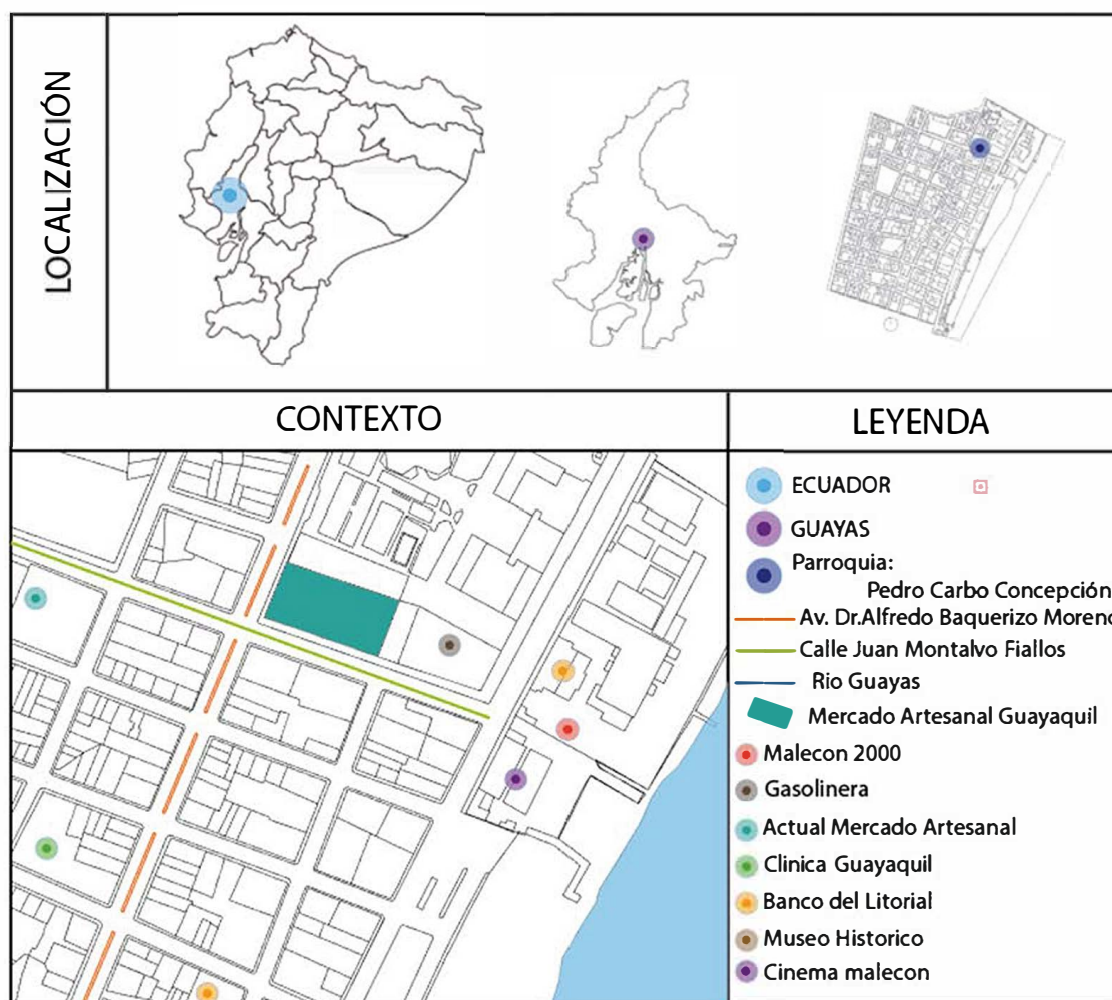 LOCALIZACIÓN
CONTEXTO
LEYENDA
ECUADOR
GUAYAS
Parroquia:
Pedro Carbo Concepción
Av. Dr.Alfredo Baquerizo Moreno
Calle Juan Montalvo Fiallos
Rio Guayas
Mercado Artesanal Guayaquil
Malecon 2000
Gasolinera
Actual Mercado Artesanal
Clinica Guayaquil
Banco del Litorial
Museo Historico
Cinema malecon